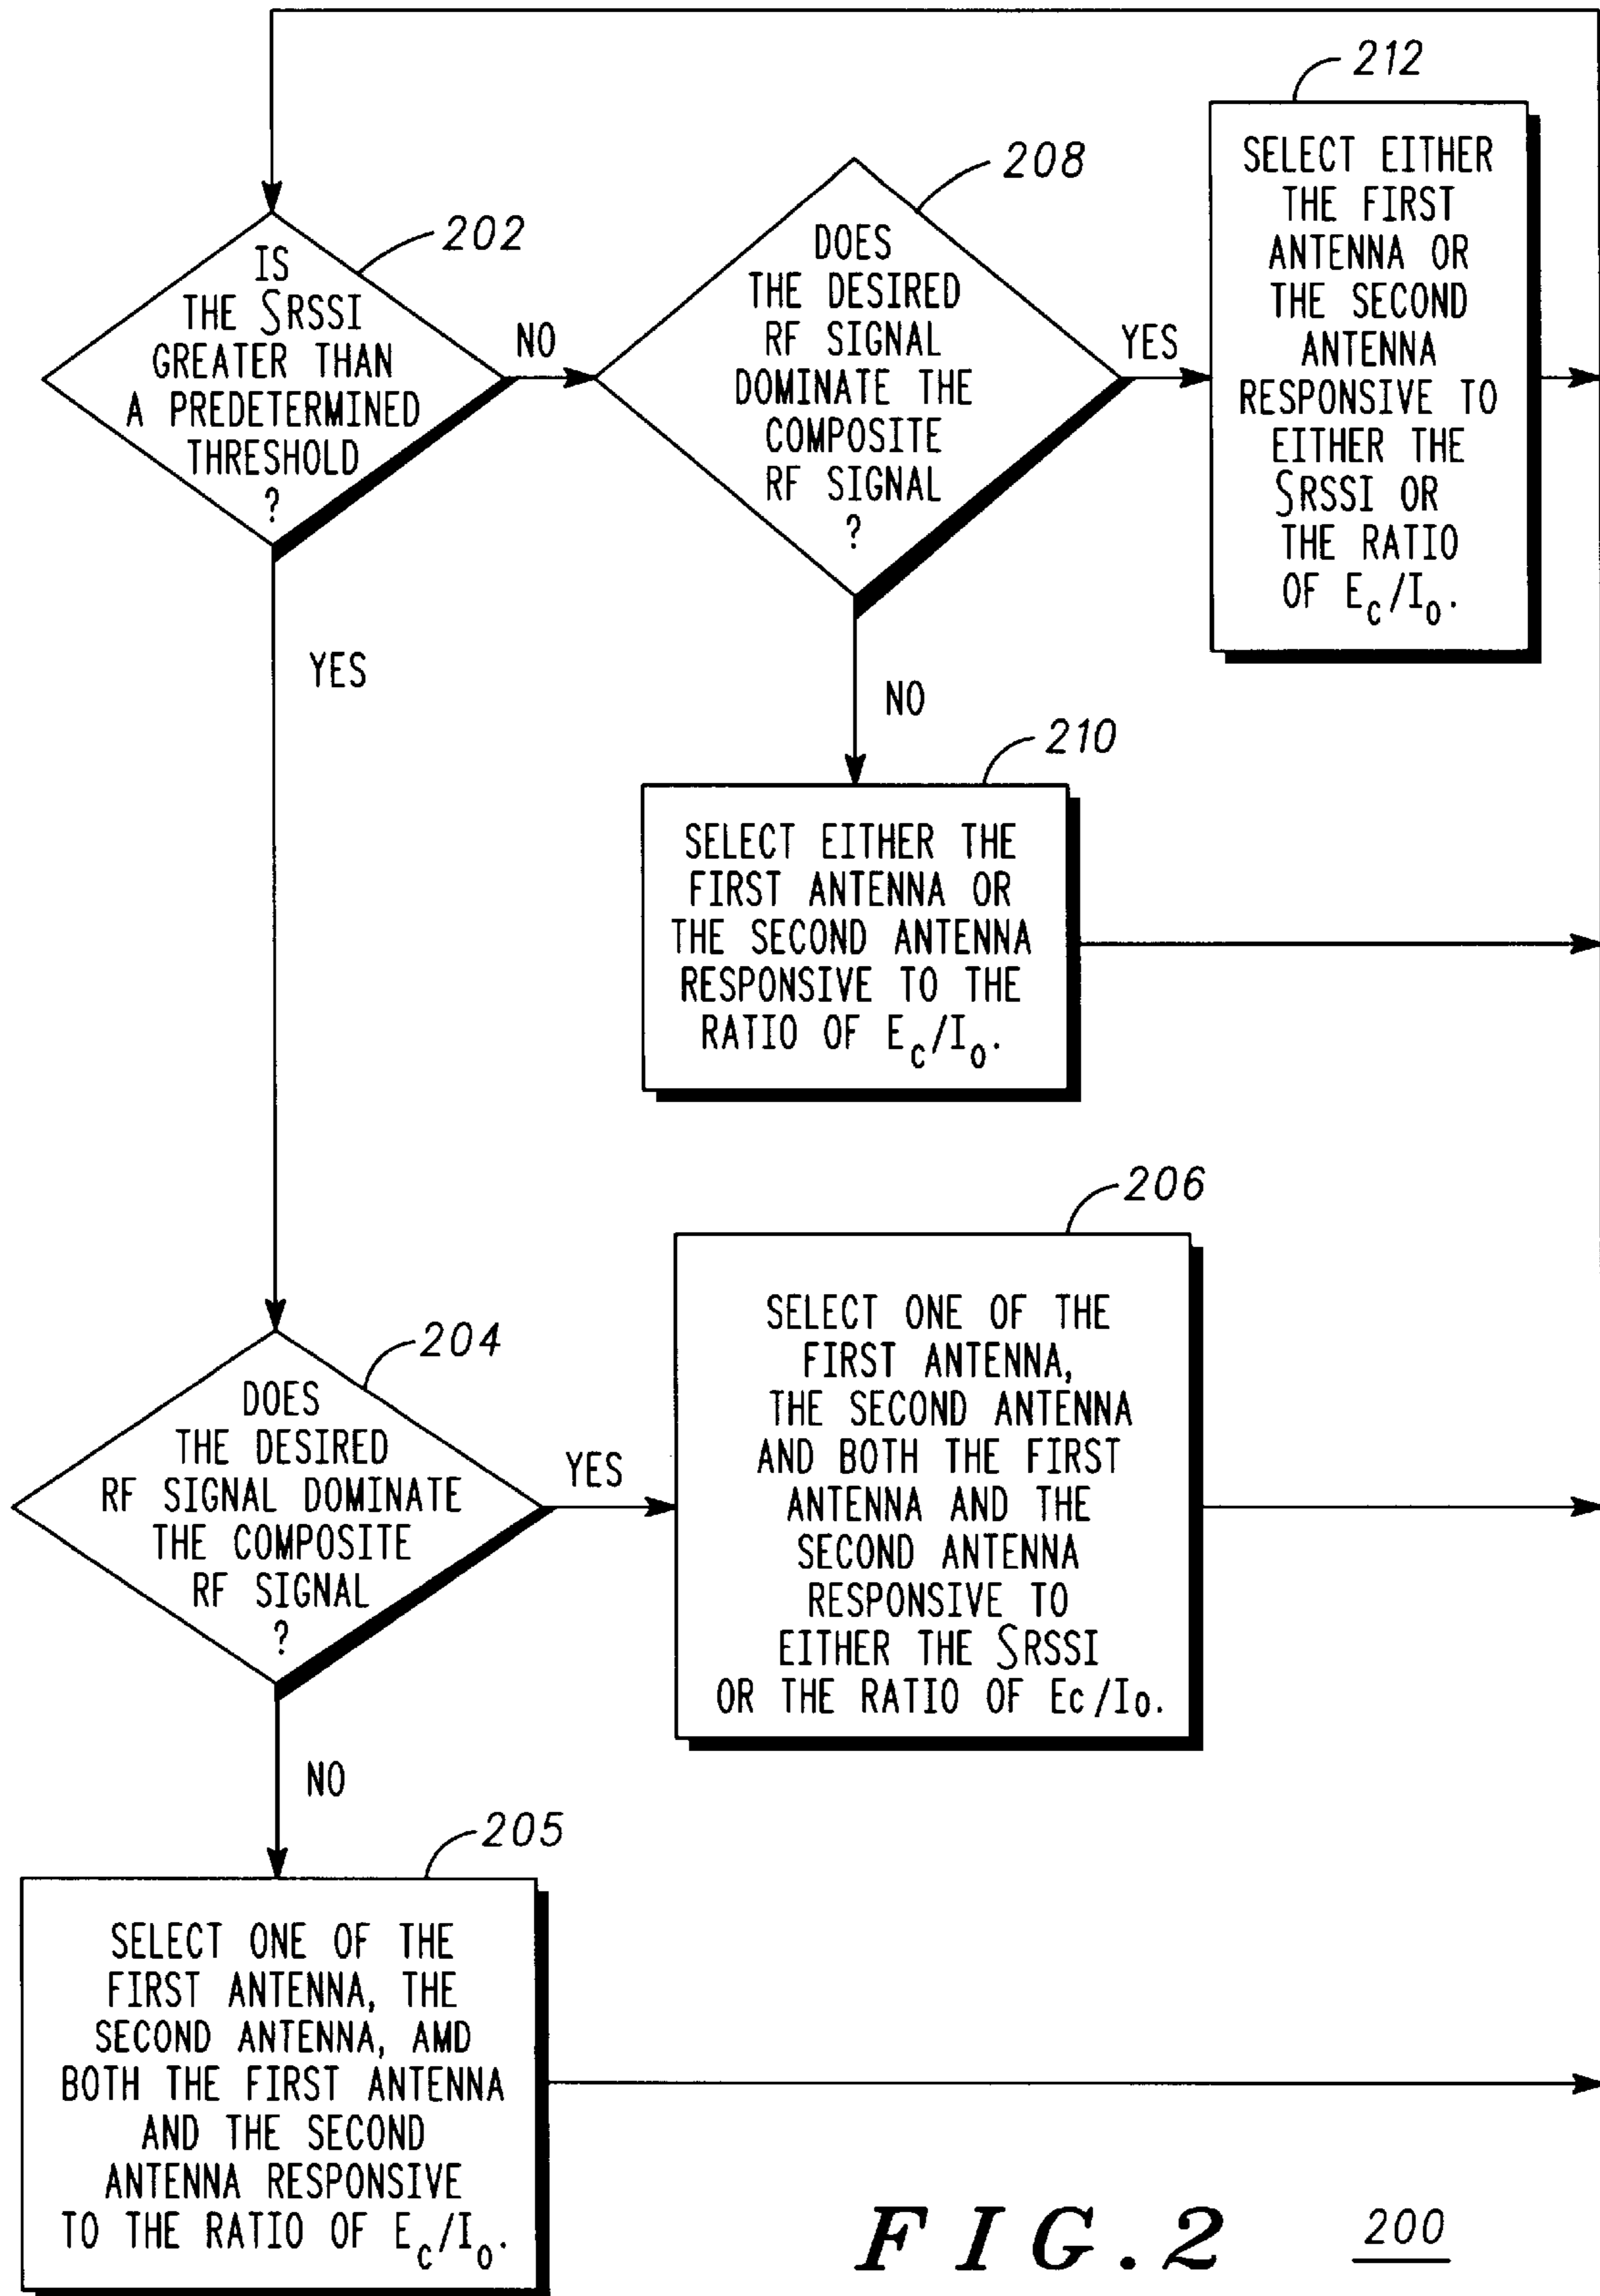 212
SELECT EITHER
THE FIRST
ANTENNA OR
THE SECOND
ANTENNA
RESPONSIVE TO
EITHER THE
SRSSI OR
THE RATIO
OF Ec/Io.
208
DOES
THE DESIRED
RF SIGNAL
DOMINATE THE
COMPOSITE
RF SIGNAL
?
202
IS
THE SRSSI
GREATER THAN
A PREDETERMINED
THRESHOLD
?
NO
YES
YES
NO
210
SELECT EITHER THE
FIRST ANTENNA OR
THE SECOND ANTENNA
RESPONSIVE TO THE
RATIO OF Ec/Io.
206
SELECT ONE OF THE
FIRST ANTENNA,
THE SECOND ANTENNA
AND BOTH THE FIRST
ANTENNA AND THE
SECOND ANTENNA
RESPONSIVE TO
EITHER THE SRSSI
OR THE RATIO OF Ec/Io.
204
DOES
THE DESIRED
RF SIGNAL DOMINATE
THE COMPOSITE
RF SIGNAL
?
YES
NO
205
SELECT ONE OF THE
FIRST ANTENNA, THE
SECOND ANTENNA, AMD
BOTH THE FIRST ANTENNA
AND THE SECOND
ANTENNA RESPONSIVE
TO THE RATIO OF Ec/Io.
FIG.2
200